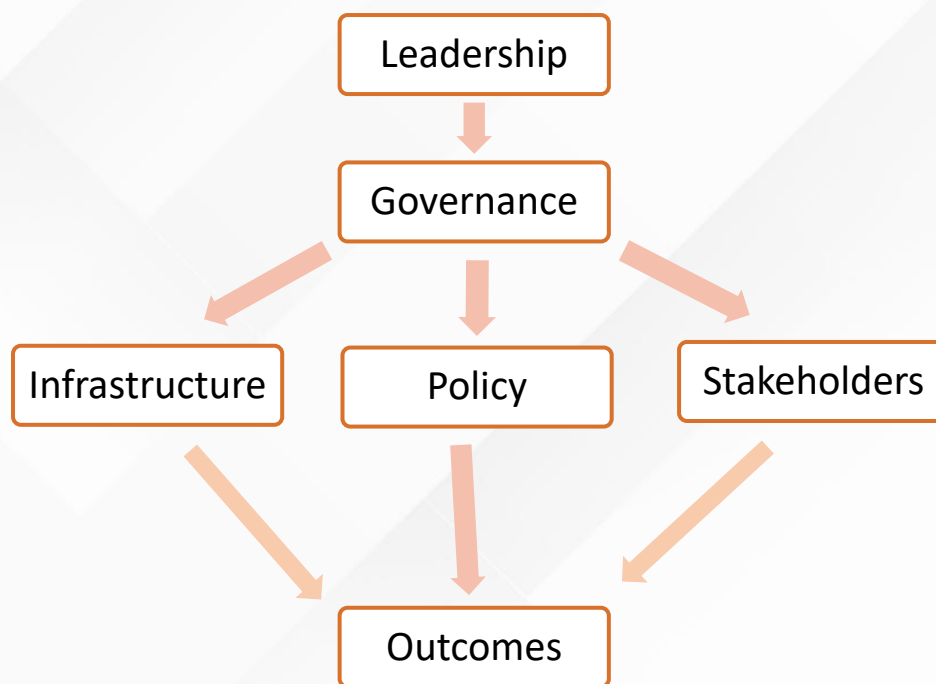 Leadership
Governance
Infrastructure
Policy
Stakeholders
Outcomes